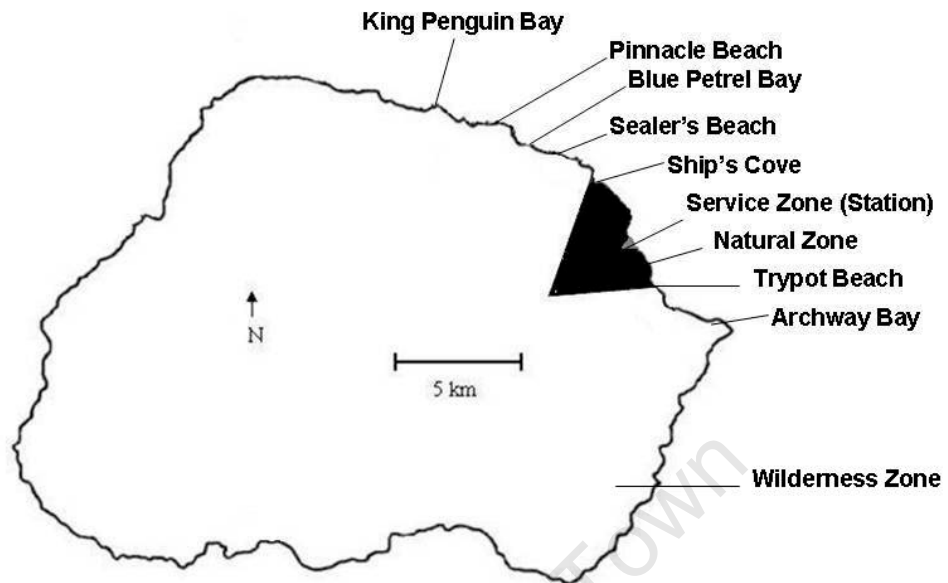 King Penguin Bay
Pinnacle Beach
Blue Petrel Bay
Sealer's Beach
Ship's Cove
Service Zone (Station)
Natural Zone
Trypot Beach
Archway Bay
N
5 km
Wilderness Zone
Town